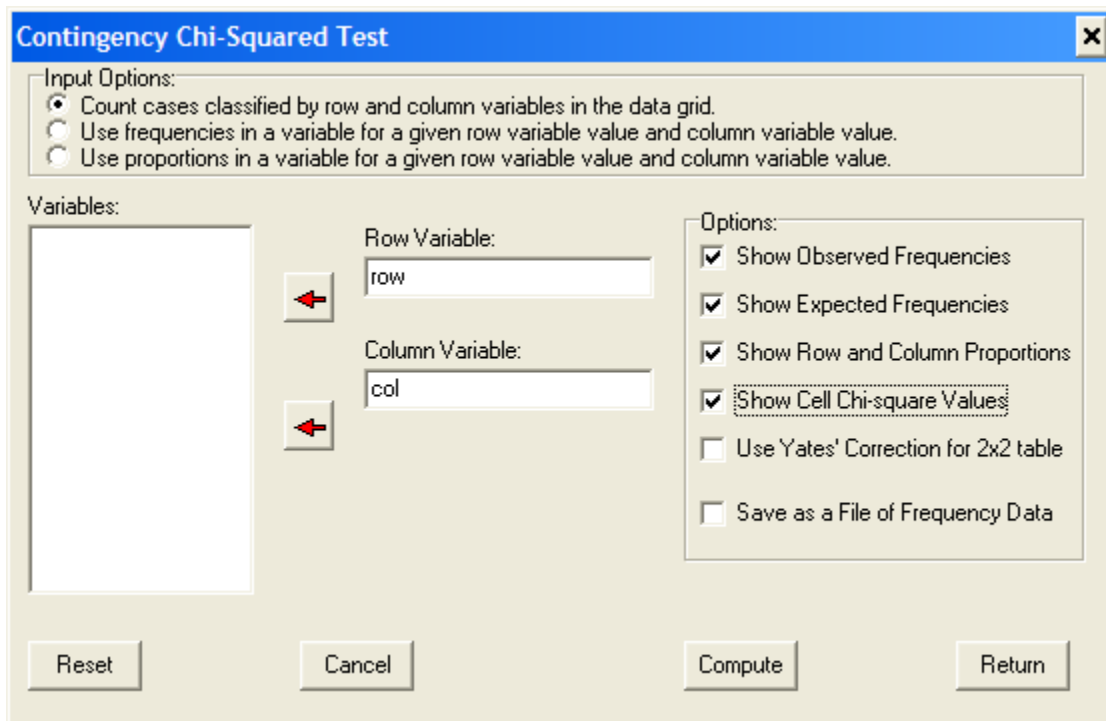 Contingency Chi-Squared Test
Input Options:
Count cases classified by row and column variables in the data grid.
Use frequencies in a variable for a given row variable value and column variable value.
Use proportions in a variable for a given row variable value and column variable value.
Variables:
Row Variable:
row
Column Variable:
col
Options:
Show Observed Frequencies
Show Expected Frequencies
Show Row and Column Proportions
Show Cell Chi-square Values
Use Yates' Correction for 2x2 table
Save as a File of Frequency Data
Reset
Cancel
Compute
Return